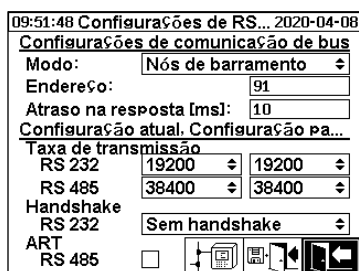 09:51:48 Configurações de RS... 2020-04-08
Configurações de comunicação de bus
Modo: Nós de barramento
Endereço: 91
Atraso na resposta [ms]: 10
Configuração atual, Configuração pa...
Taxa de transmissão
RS 232 19200 19200
RS 485 38400 38400
Handshake
RS 232 Sem handshake
ART
RS 485